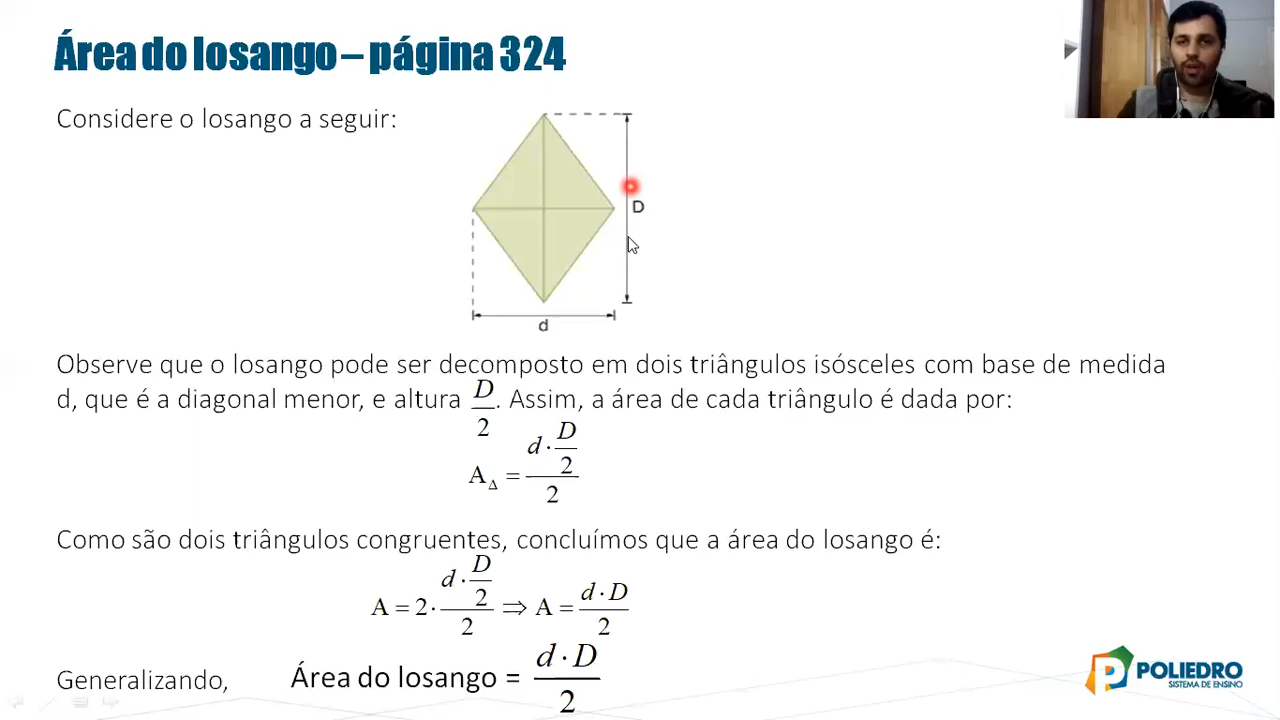 Área do losango – página 324
Considere o losango a seguir:
D
d
Observe que o losango pode ser decomposto em dois triângulos isósceles com base de medida
d, que é a diagonal menor, e altura D/2. Assim, a área de cada triângulo é dada por:
A_Δ = (d · D/2)/2
Como são dois triângulos congruentes, concluímos que a área do losango é:
A = 2 · (d · D/2)/2 ⇒ A = (d · D)/2
Generalizando, Área do losango = (d · D)/2
POLIEDRO
SISTEMA DE ENSINO